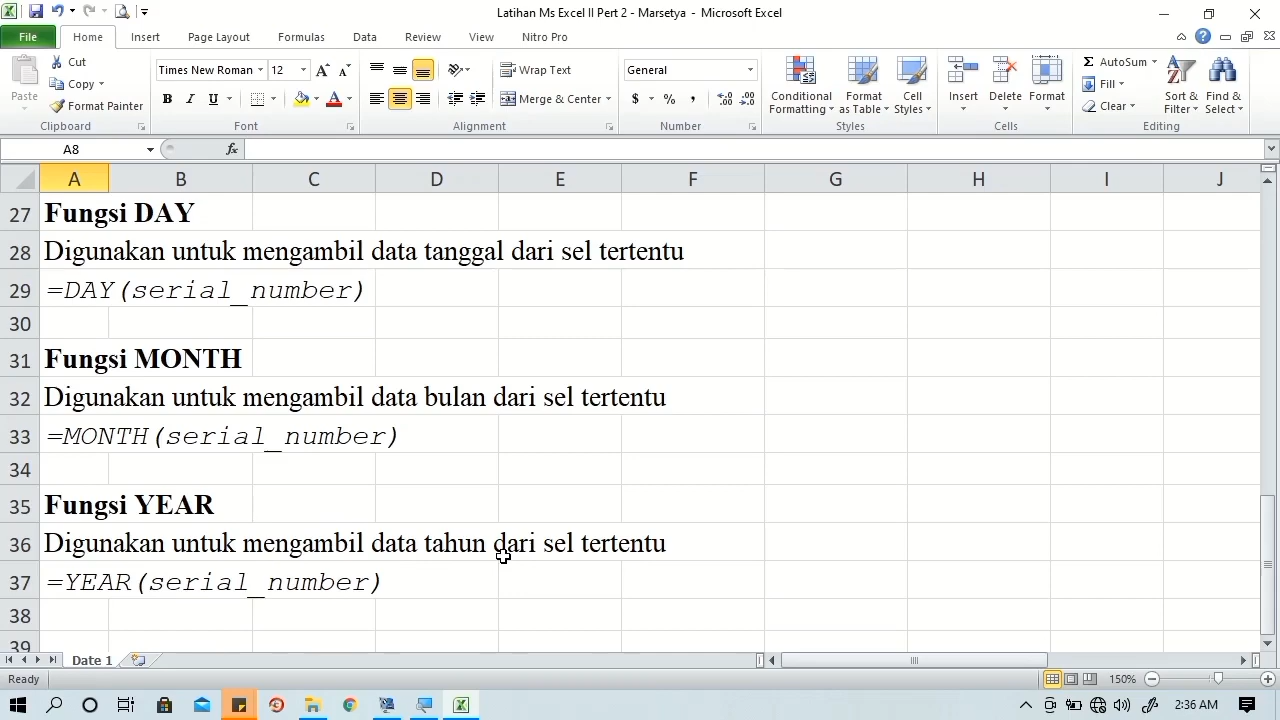 Latihan Ms Excel II Pert 2 - Marsetya - Microsoft Excel
File Home Insert Page Layout Formulas Data Review View Nitro Pro
Paste
Cut
Copy
Format Painter
Clipboard
Times New Roman 12
B I U
Font
Wrap Text
Merge & Center
Alignment
General
$ % ,
Number
Conditional Formatting
Format as Table
Cell Styles
Styles
Insert Delete Format
Cells
Σ AutoSum
Fill
Clear
Sort & Filter
Find & Select
Editing
A8 fx
A B C D E F G H I J
27 Fungsi DAY
28 Digunakan untuk mengambil data tanggal dari sel tertentu
29 =DAY(serial_number)
30
31 Fungsi MONTH
32 Digunakan untuk mengambil data bulan dari sel tertentu
33 =MONTH(serial_number)
34
35 Fungsi YEAR
36 Digunakan untuk mengambil data tahun dari sel tertentu
37 =YEAR(serial_number)
38
39
Date 1
Ready 150%
2:36 AM